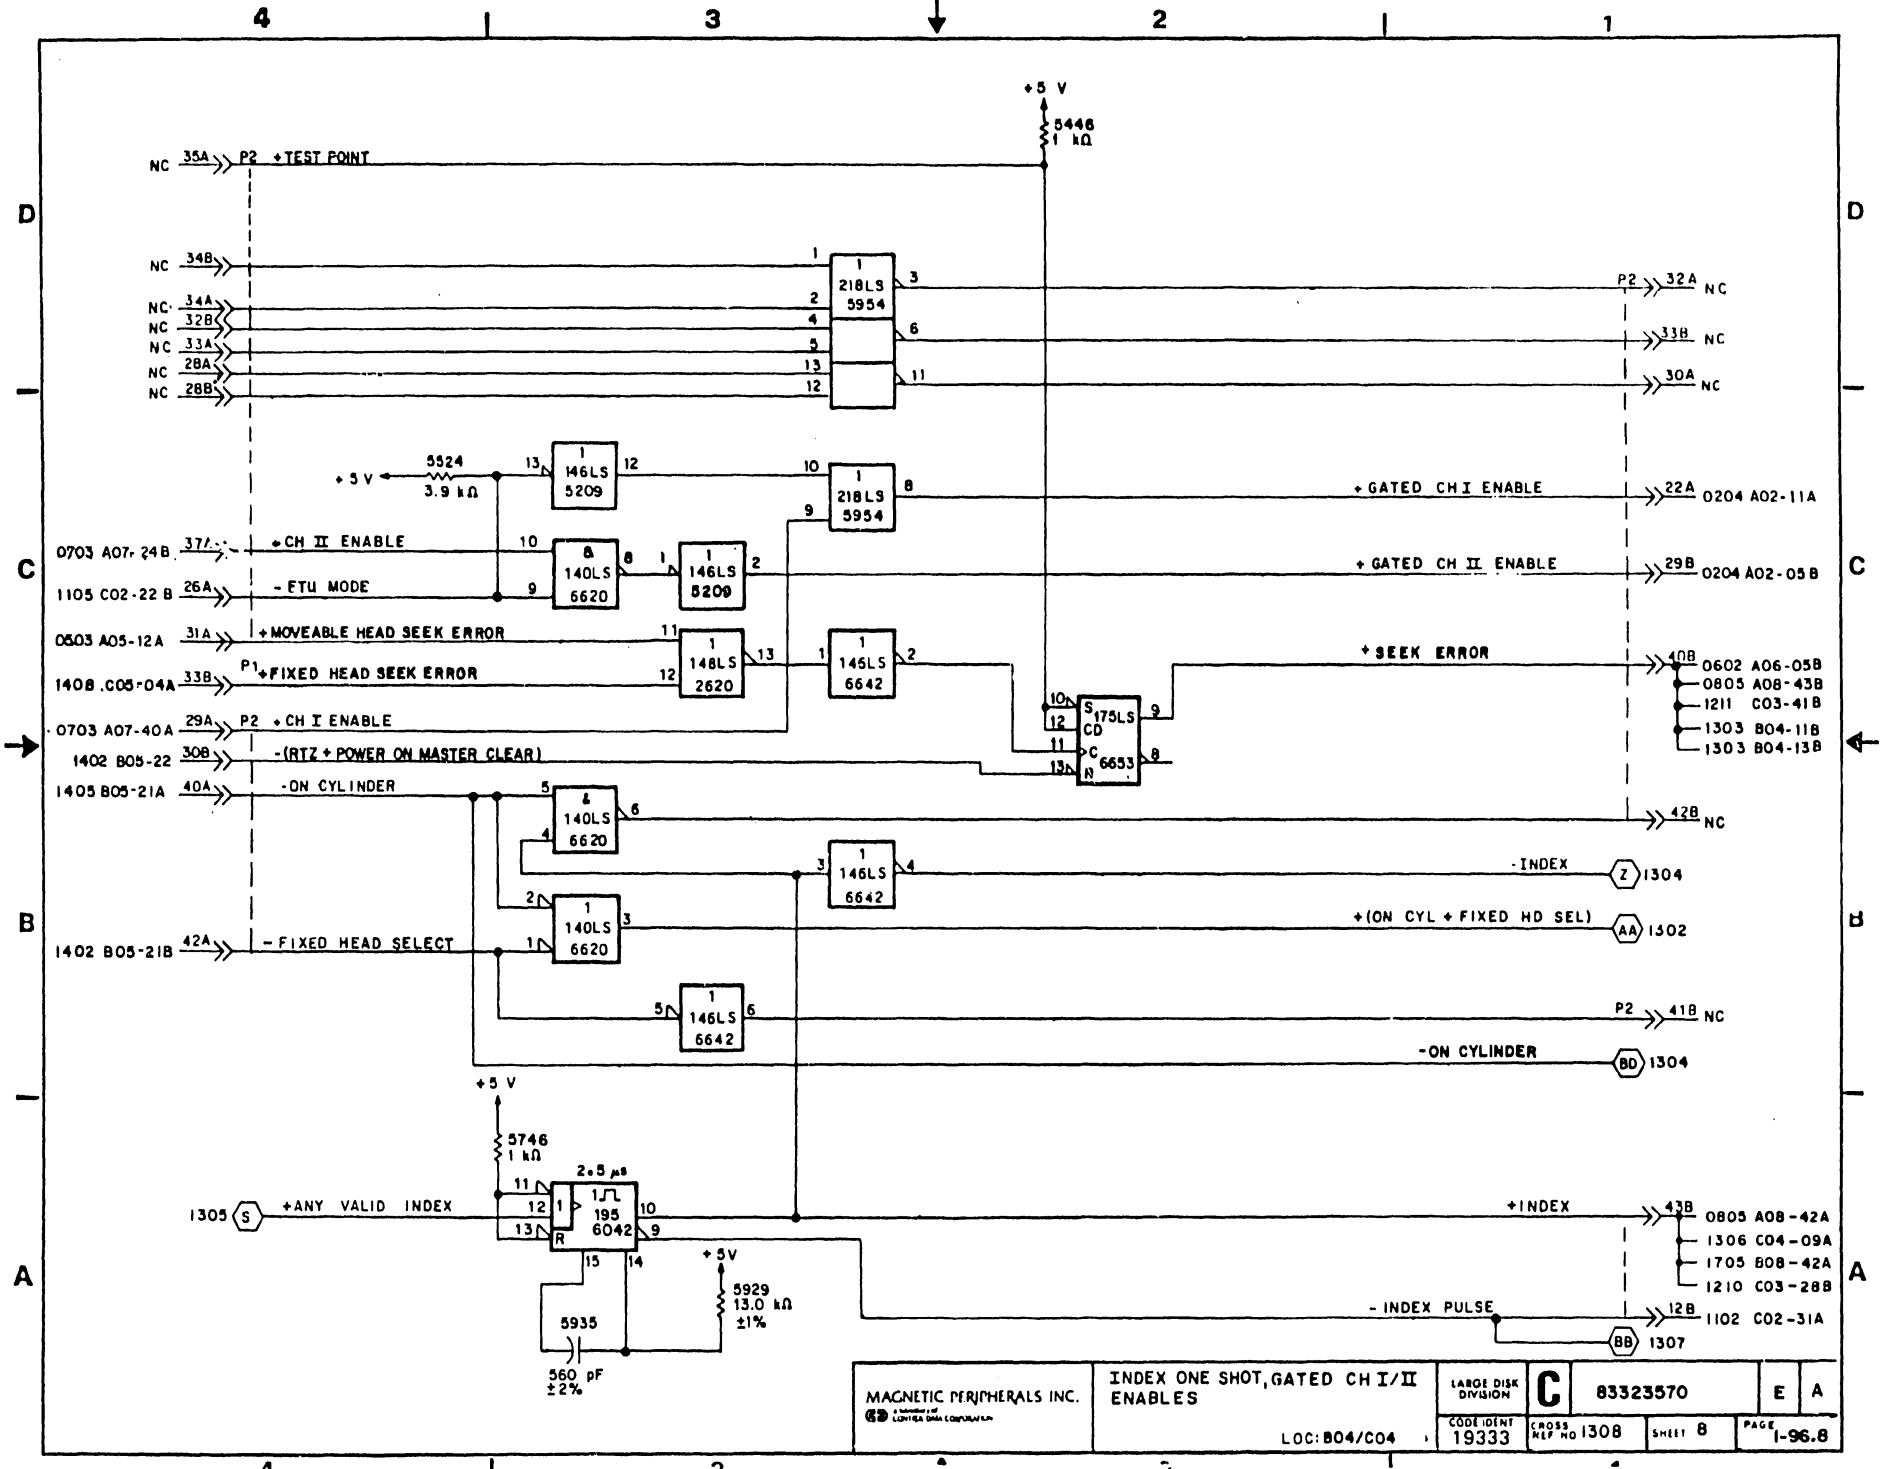 4 3 2 1
+5 V
5446
1 kΩ
NC 35A P2 +TEST POINT
D D
NC 34B 1
1
218LS
5954
3 P2 32A NC
NC 34A 2
NC 32B 4
6 33B NC
NC 33A 5
NC 28A 13
11 30A NC
NC 28B 12
+5V 5524
3.9 kΩ
13
1
146LS
5209
12 10
1
218LS
5954
8 +GATED CH I ENABLE 22A 0204 A02-11A
9
0703 A07-24B 37A +CH II ENABLE 10
&
140LS
6620
8 1
1
146LS
5209
2 +GATED CH II ENABLE 29B 0204 A02-05B
C C
1105 C02-22B 26A -FTU MODE 9
0503 A05-12A 31A +MOVEABLE HEAD SEEK ERROR 11
1
148LS
2620
13 1
1
146LS
6642
2 +SEEK ERROR 40B 0602 A06-05B
0805 A08-43B
1211 C03-41B
1303 B04-11B
1303 B04-13B
1408 C05-04A 33B P1 +FIXED HEAD SEEK ERROR 12
0703 A07-40A 29A P2 +CH I ENABLE
10 S 175LS 9
12 CD
11 C
13 N 6653 8
1402 B05-22 30B -(RTZ + POWER ON MASTER CLEAR)
1405 B05-21A 40A -ON CYLINDER 5
&
140LS
6620
6 42B NC
4
3
1
146LS
6642
4 -INDEX Z 1304
2
1
140LS
6620
3 +(ON CYL + FIXED HD SEL) AA 1302
B B
1402 B05-21B 42A -FIXED HEAD SELECT 1
5
1
146LS
6642
6 P2 41B NC
-ON CYLINDER BD 1304
+5 V
5746
1 kΩ
2.5 μs
11
1305 S +ANY VALID INDEX 12 1 1
195
6042
10 +INDEX 43B 0805 A08-42A
1306 C04-09A
1705 B08-42A
1210 C03-28B
13 R 9
15 14
+5V
5929
13.0 kΩ
±1%
A A
5935
560 pF
±2%
-INDEX PULSE 12B 1102 C02-31A
BB 1307
MAGNETIC PERIPHERALS INC.
INDEX ONE SHOT, GATED CH I/II
ENABLES
LOC:B04/C04
LARGE DISK
DIVISION
C 83323570 E A
CODE IDENT
19333
CROSS
REF NO 1308
SHEET 8
PAGE
1-96.8